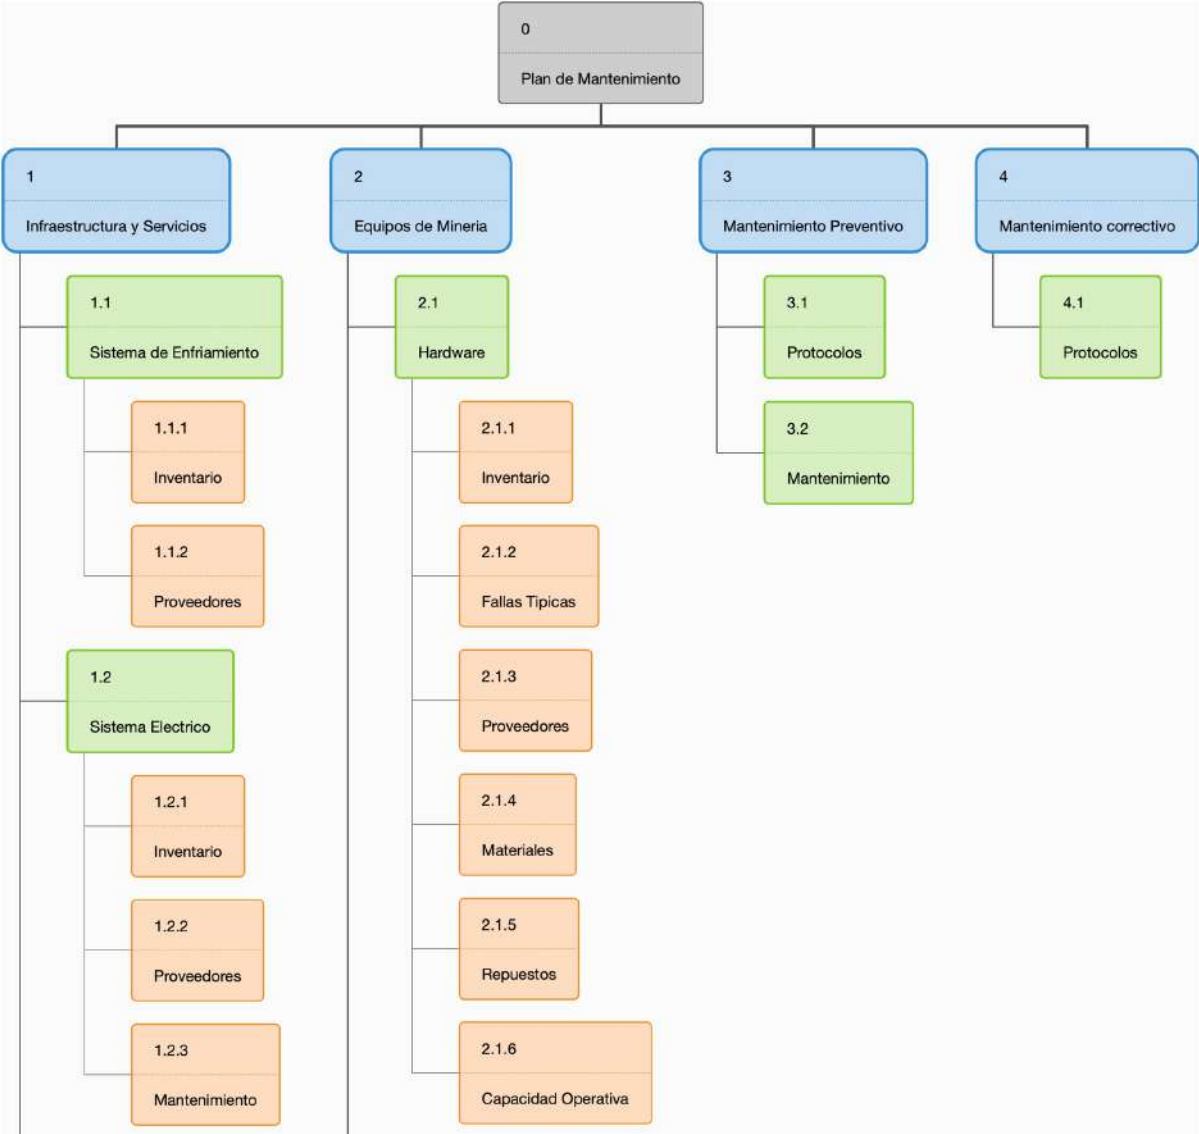 0
Plan de Mantenimiento
1
Infraestructura y Servicios
1.1
Sistema de Enfriamiento
1.1.1
Inventario
1.1.2
Proveedores
1.2
Sistema Electrico
1.2.1
Inventario
1.2.2
Proveedores
1.2.3
Mantenimiento
2
Equipos de Mineria
2.1
Hardware
2.1.1
Inventario
2.1.2
Fallas Tipicas
2.1.3
Proveedores
2.1.4
Materiales
2.1.5
Repuestos
2.1.6
Capacidad Operativa
3
Mantenimiento Preventivo
3.1
Protocolos
3.2
Mantenimiento
4
Mantenimiento correctivo
4.1
Protocolos